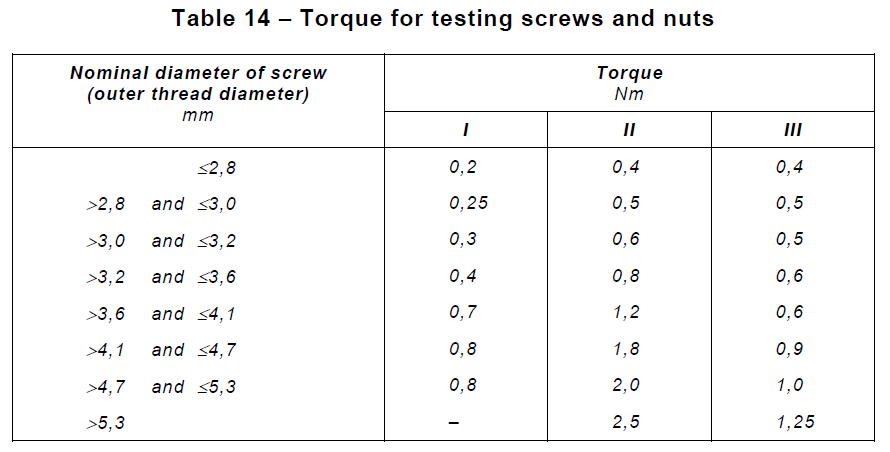 Table 14 – Torque for testing screws and nuts
Nominal diameter of screw
(outer thread diameter)
mm
Torque
Nm
I II III
≤2,8 0,2 0,4 0,4
>2,8 and ≤3,0 0,25 0,5 0,5
>3,0 and ≤3,2 0,3 0,6 0,5
>3,2 and ≤3,6 0,4 0,8 0,6
>3,6 and ≤4,1 0,7 1,2 0,6
>4,1 and ≤4,7 0,8 1,8 0,9
>4,7 and ≤5,3 0,8 2,0 1,0
>5,3 – 2,5 1,25